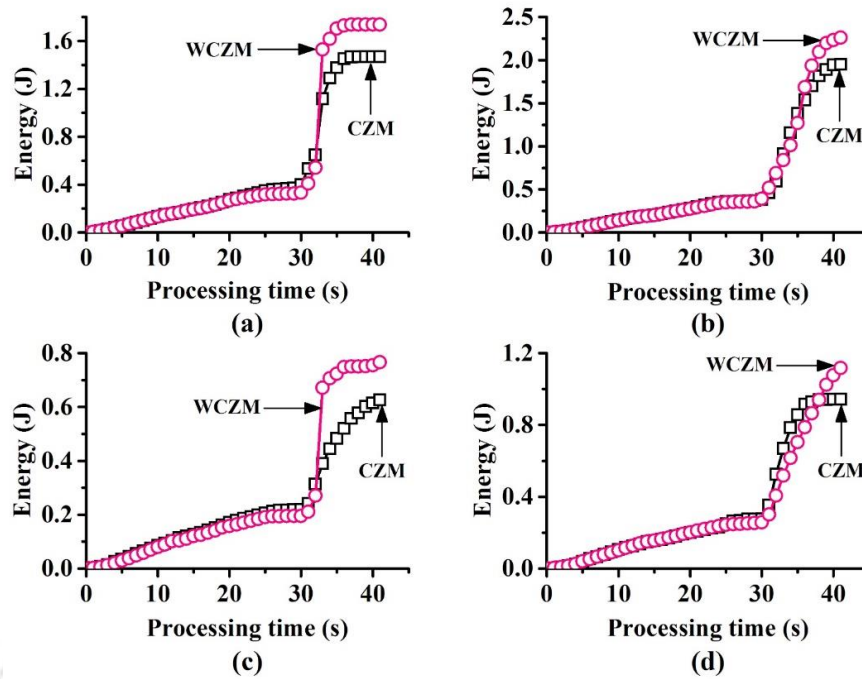 1.6
1.2
0.8
0.4
0.0
Energy (J)
WCZM
CZM
0 10 20 30 40
Processing time (s)
(a)
2.5
2.0
1.5
1.0
0.5
0.0
Energy (J)
WCZM
CZM
0 10 20 30 40
Processing time (s)
(b)
0.8
0.6
0.4
0.2
0.0
Energy (J)
WCZM
CZM
0 10 20 30 40
Processing time (s)
(c)
1.2
0.8
0.4
0.0
Energy (J)
WCZM
CZM
0 10 20 30 40
Processing time (s)
(d)